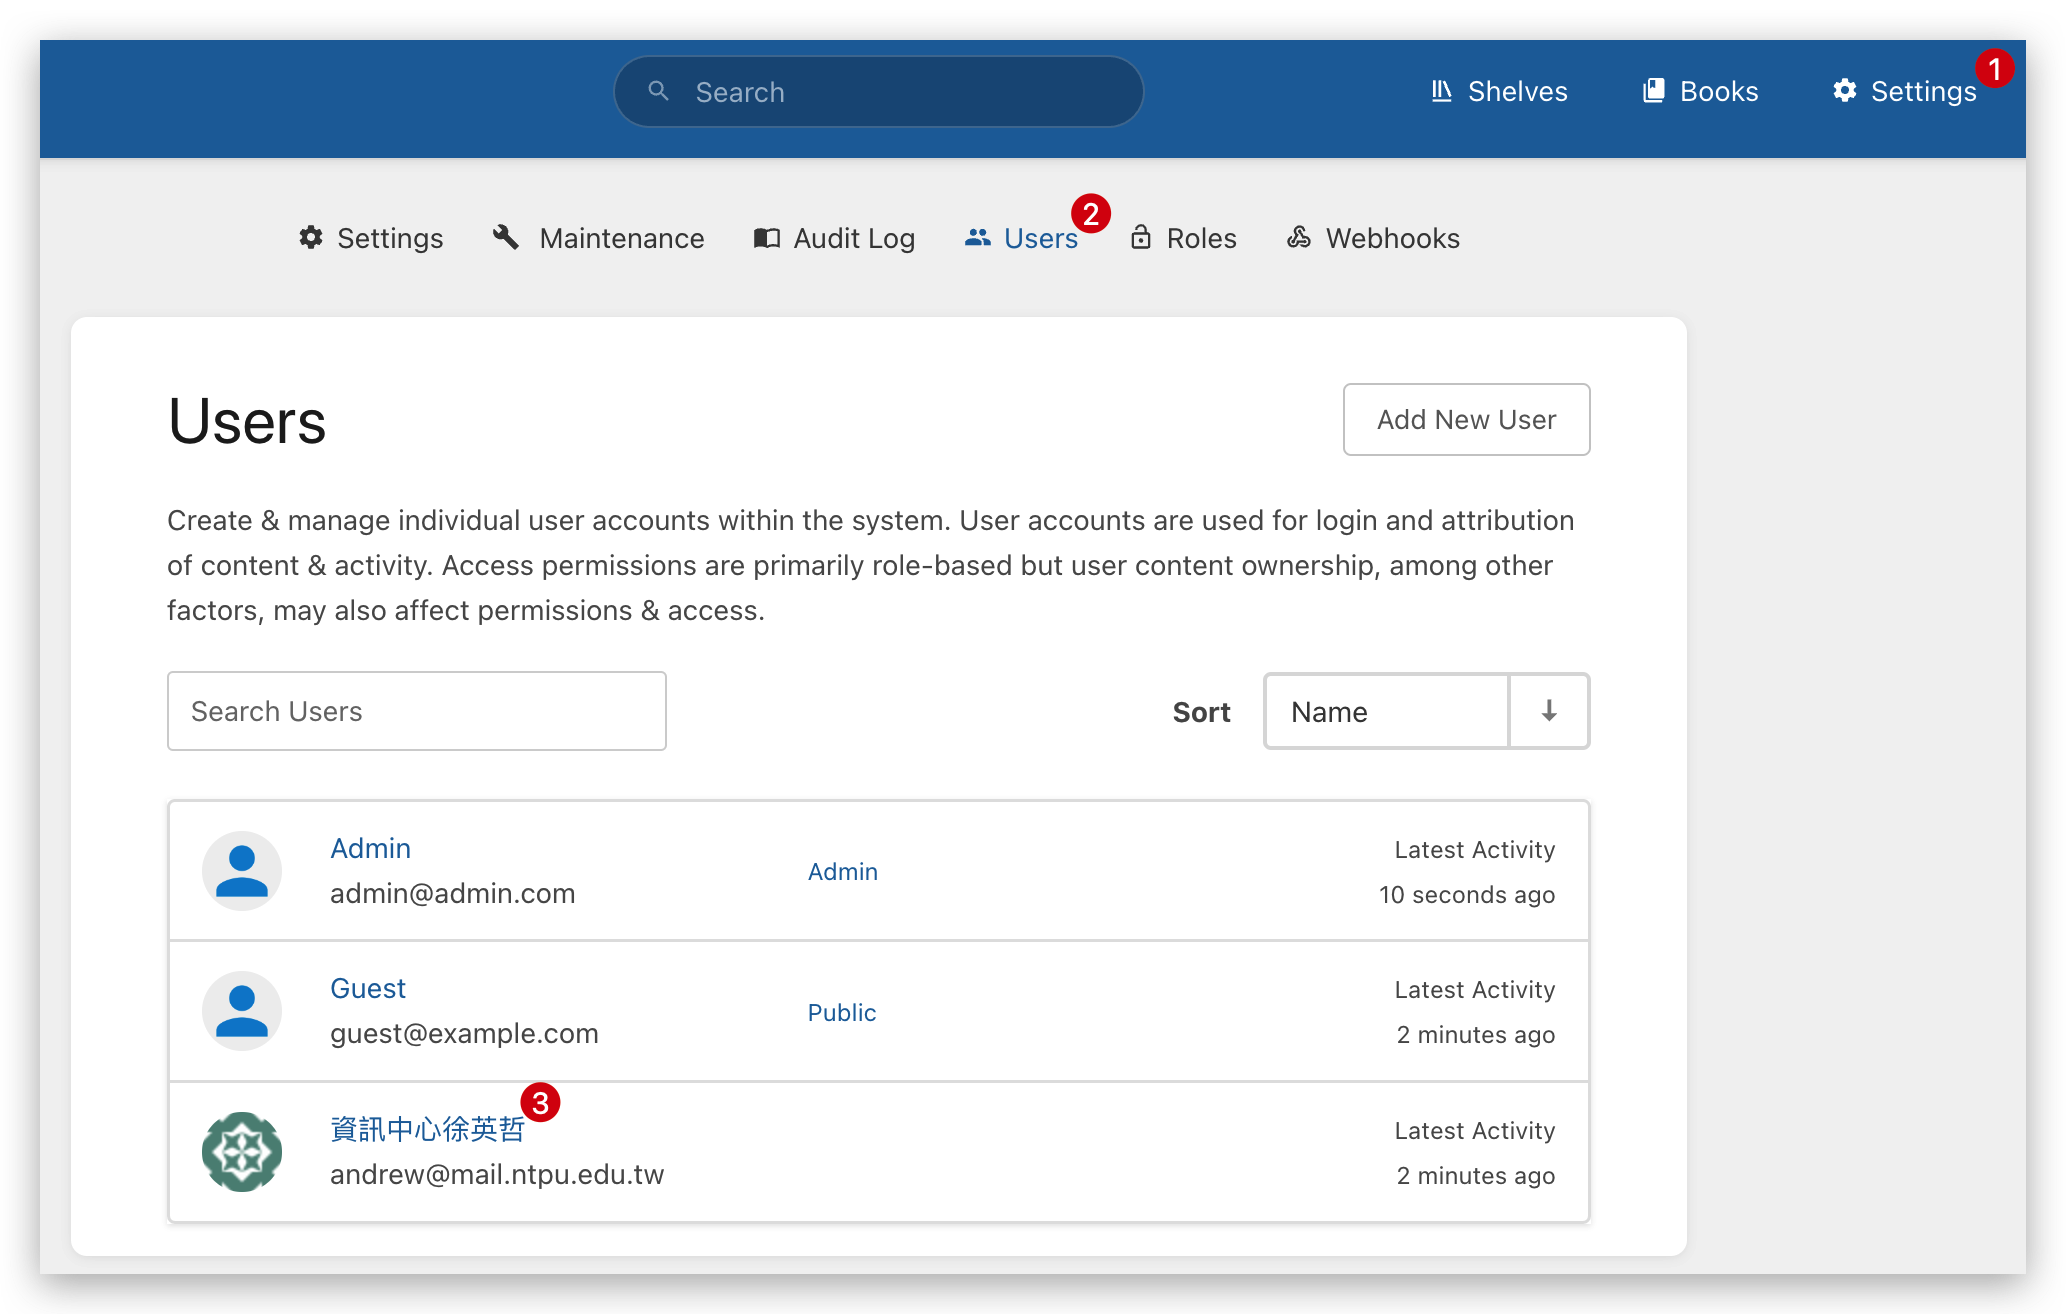 Search
Shelves
Books
Settings
1
Settings
Maintenance
Audit Log
Users
2
Roles
Webhooks
Users
Add New User
Create & manage individual user accounts within the system. User accounts are used for login and attribution
of content & activity. Access permissions are primarily role-based but user content ownership, among other
factors, may also affect permissions & access.
Search Users
Sort
Name
Admin
admin@admin.com
Admin
Latest Activity
10 seconds ago
Guest
guest@example.com
Public
Latest Activity
2 minutes ago
資訊中心徐英哲
3
andrew@mail.ntpu.edu.tw
Latest Activity
2 minutes ago